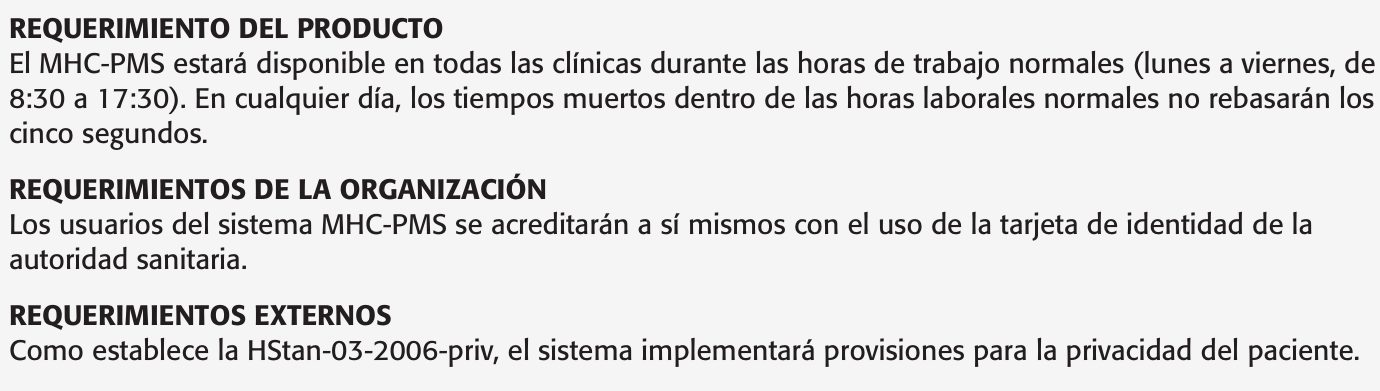 REQUERIMIENTO DEL PRODUCTO
El MHC-PMS estará disponible en todas las clínicas durante las horas de trabajo normales (lunes a viernes, de
8:30 a 17:30). En cualquier día, los tiempos muertos dentro de las horas laborales normales no rebasarán los
cinco segundos.
REQUERIMIENTOS DE LA ORGANIZACIÓN
Los usuarios del sistema MHC-PMS se acreditarán a sí mismos con el uso de la tarjeta de identidad de la
autoridad sanitaria.
REQUERIMIENTOS EXTERNOS
Como establece la HStan-03-2006-priv, el sistema implementará provisiones para la privacidad del paciente.